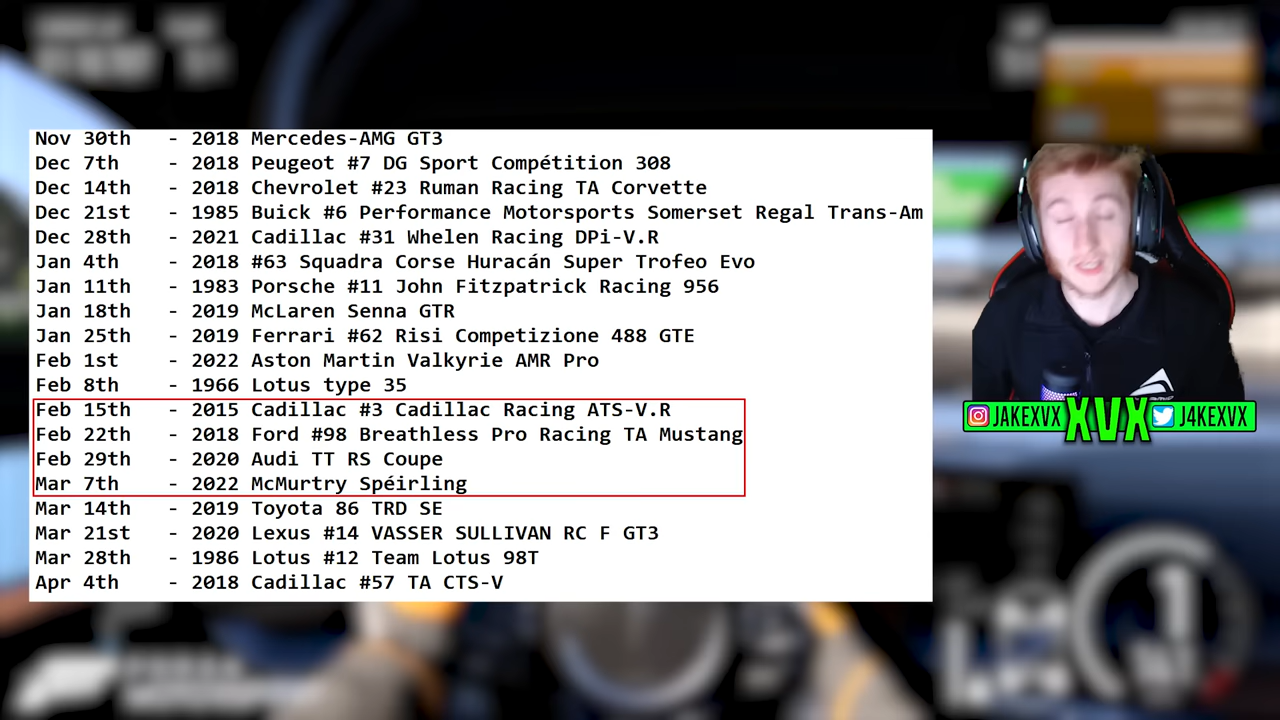 Nov 30th - 2018 Mercedes-AMG GT3
Dec 7th - 2018 Peugeot #7 DG Sport Compétition 308
Dec 14th - 2018 Chevrolet #23 Ruman Racing TA Corvette
Dec 21st - 1985 Buick #6 Performance Motorsports Somerset Regal Trans-Am
Dec 28th - 2021 Cadillac #31 Whelen Racing DPi-V.R
Jan 4th - 2018 #63 Squadra Corse Huracán Super Trofeo Evo
Jan 11th - 1983 Porsche #11 John Fitzpatrick Racing 956
Jan 18th - 2019 McLaren Senna GTR
Jan 25th - 2019 Ferrari #62 Risi Competizione 488 GTE
Feb 1st - 2022 Aston Martin Valkyrie AMR Pro
Feb 8th - 1966 Lotus type 35
Feb 15th - 2015 Cadillac #3 Cadillac Racing ATS-V.R
Feb 22th - 2018 Ford #98 Breathless Pro Racing TA Mustang
Feb 29th - 2020 Audi TT RS Coupe
Mar 7th - 2022 McMurtry Spéirling
Mar 14th - 2019 Toyota 86 TRD SE
Mar 21st - 2020 Lexus #14 VASSER SULLIVAN RC F GT3
Mar 28th - 1986 Lotus #12 Team Lotus 98T
Apr 4th - 2018 Cadillac #57 TA CTS-V
JAKEXVX XVX J4KEXVX